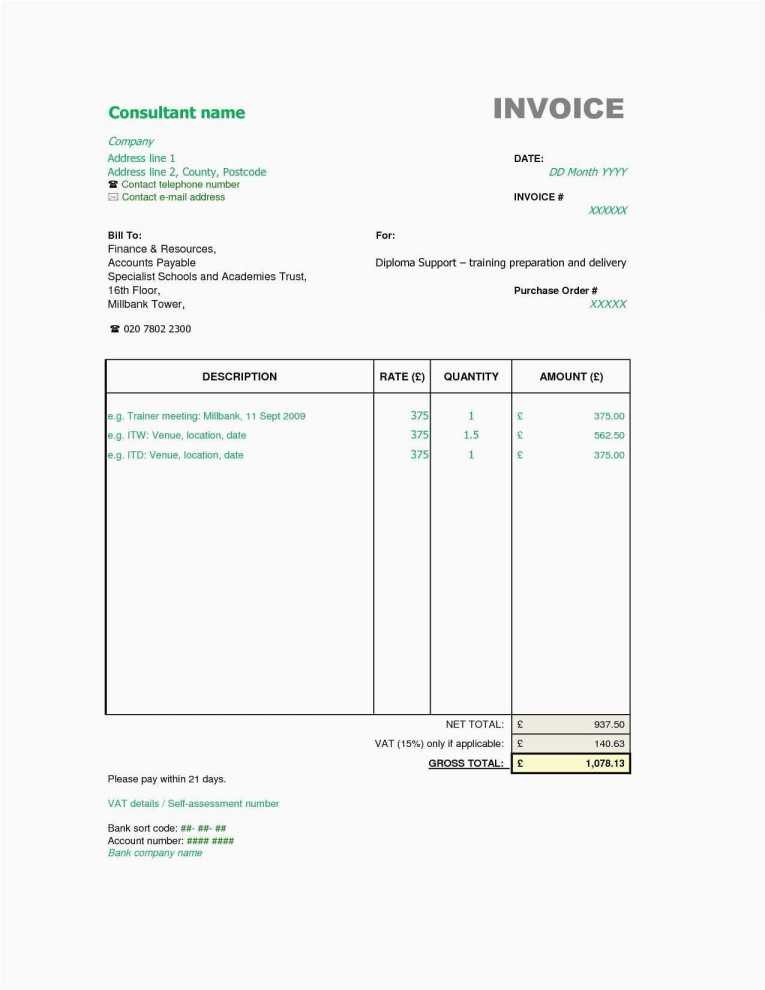 Consultant name
INVOICE
Company
Address line 1
DATE:
Address line 2, County, Postcode
DD Month YYYY
☎ Contact telephone number
✉ Contact e-mail address
INVOICE #
XXXXXX
Bill To:
For:
Finance & Resources,
Accounts Payable
Diploma Support – training preparation and delivery
Specialist Schools and Academies Trust,
16th Floor,
Purchase Order #
Millbank Tower,
XXXXX
☎ 020 7802 2300
DESCRIPTION RATE (£) QUANTITY AMOUNT (£)
e.g. Trainer meeting: Millbank, 11 Sept 2009 375 1 £ 375.00
e.g. ITW: Venue, location, date 375 1.5 £ 562.50
e.g. ITD: Venue, location, date 375 1 £ 375.00
NET TOTAL: £ 937.50
VAT (15%) only if applicable: £ 140.63
GROSS TOTAL: £ 1,078.13
Please pay within 21 days.
VAT details / Self-assessment number
Bank sort code: ##- ##- ##
Account number: #### ####
Bank company name